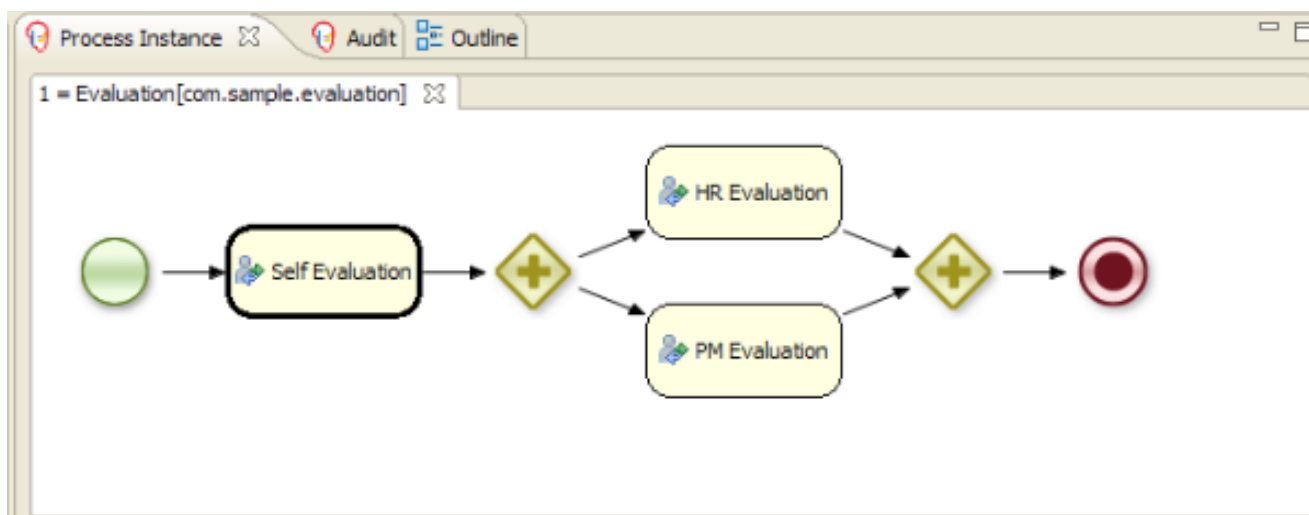 Process Instance
Audit
Outline
1 = Evaluation[com.sample.evaluation]
HR Evaluation
Self Evaluation
PM Evaluation